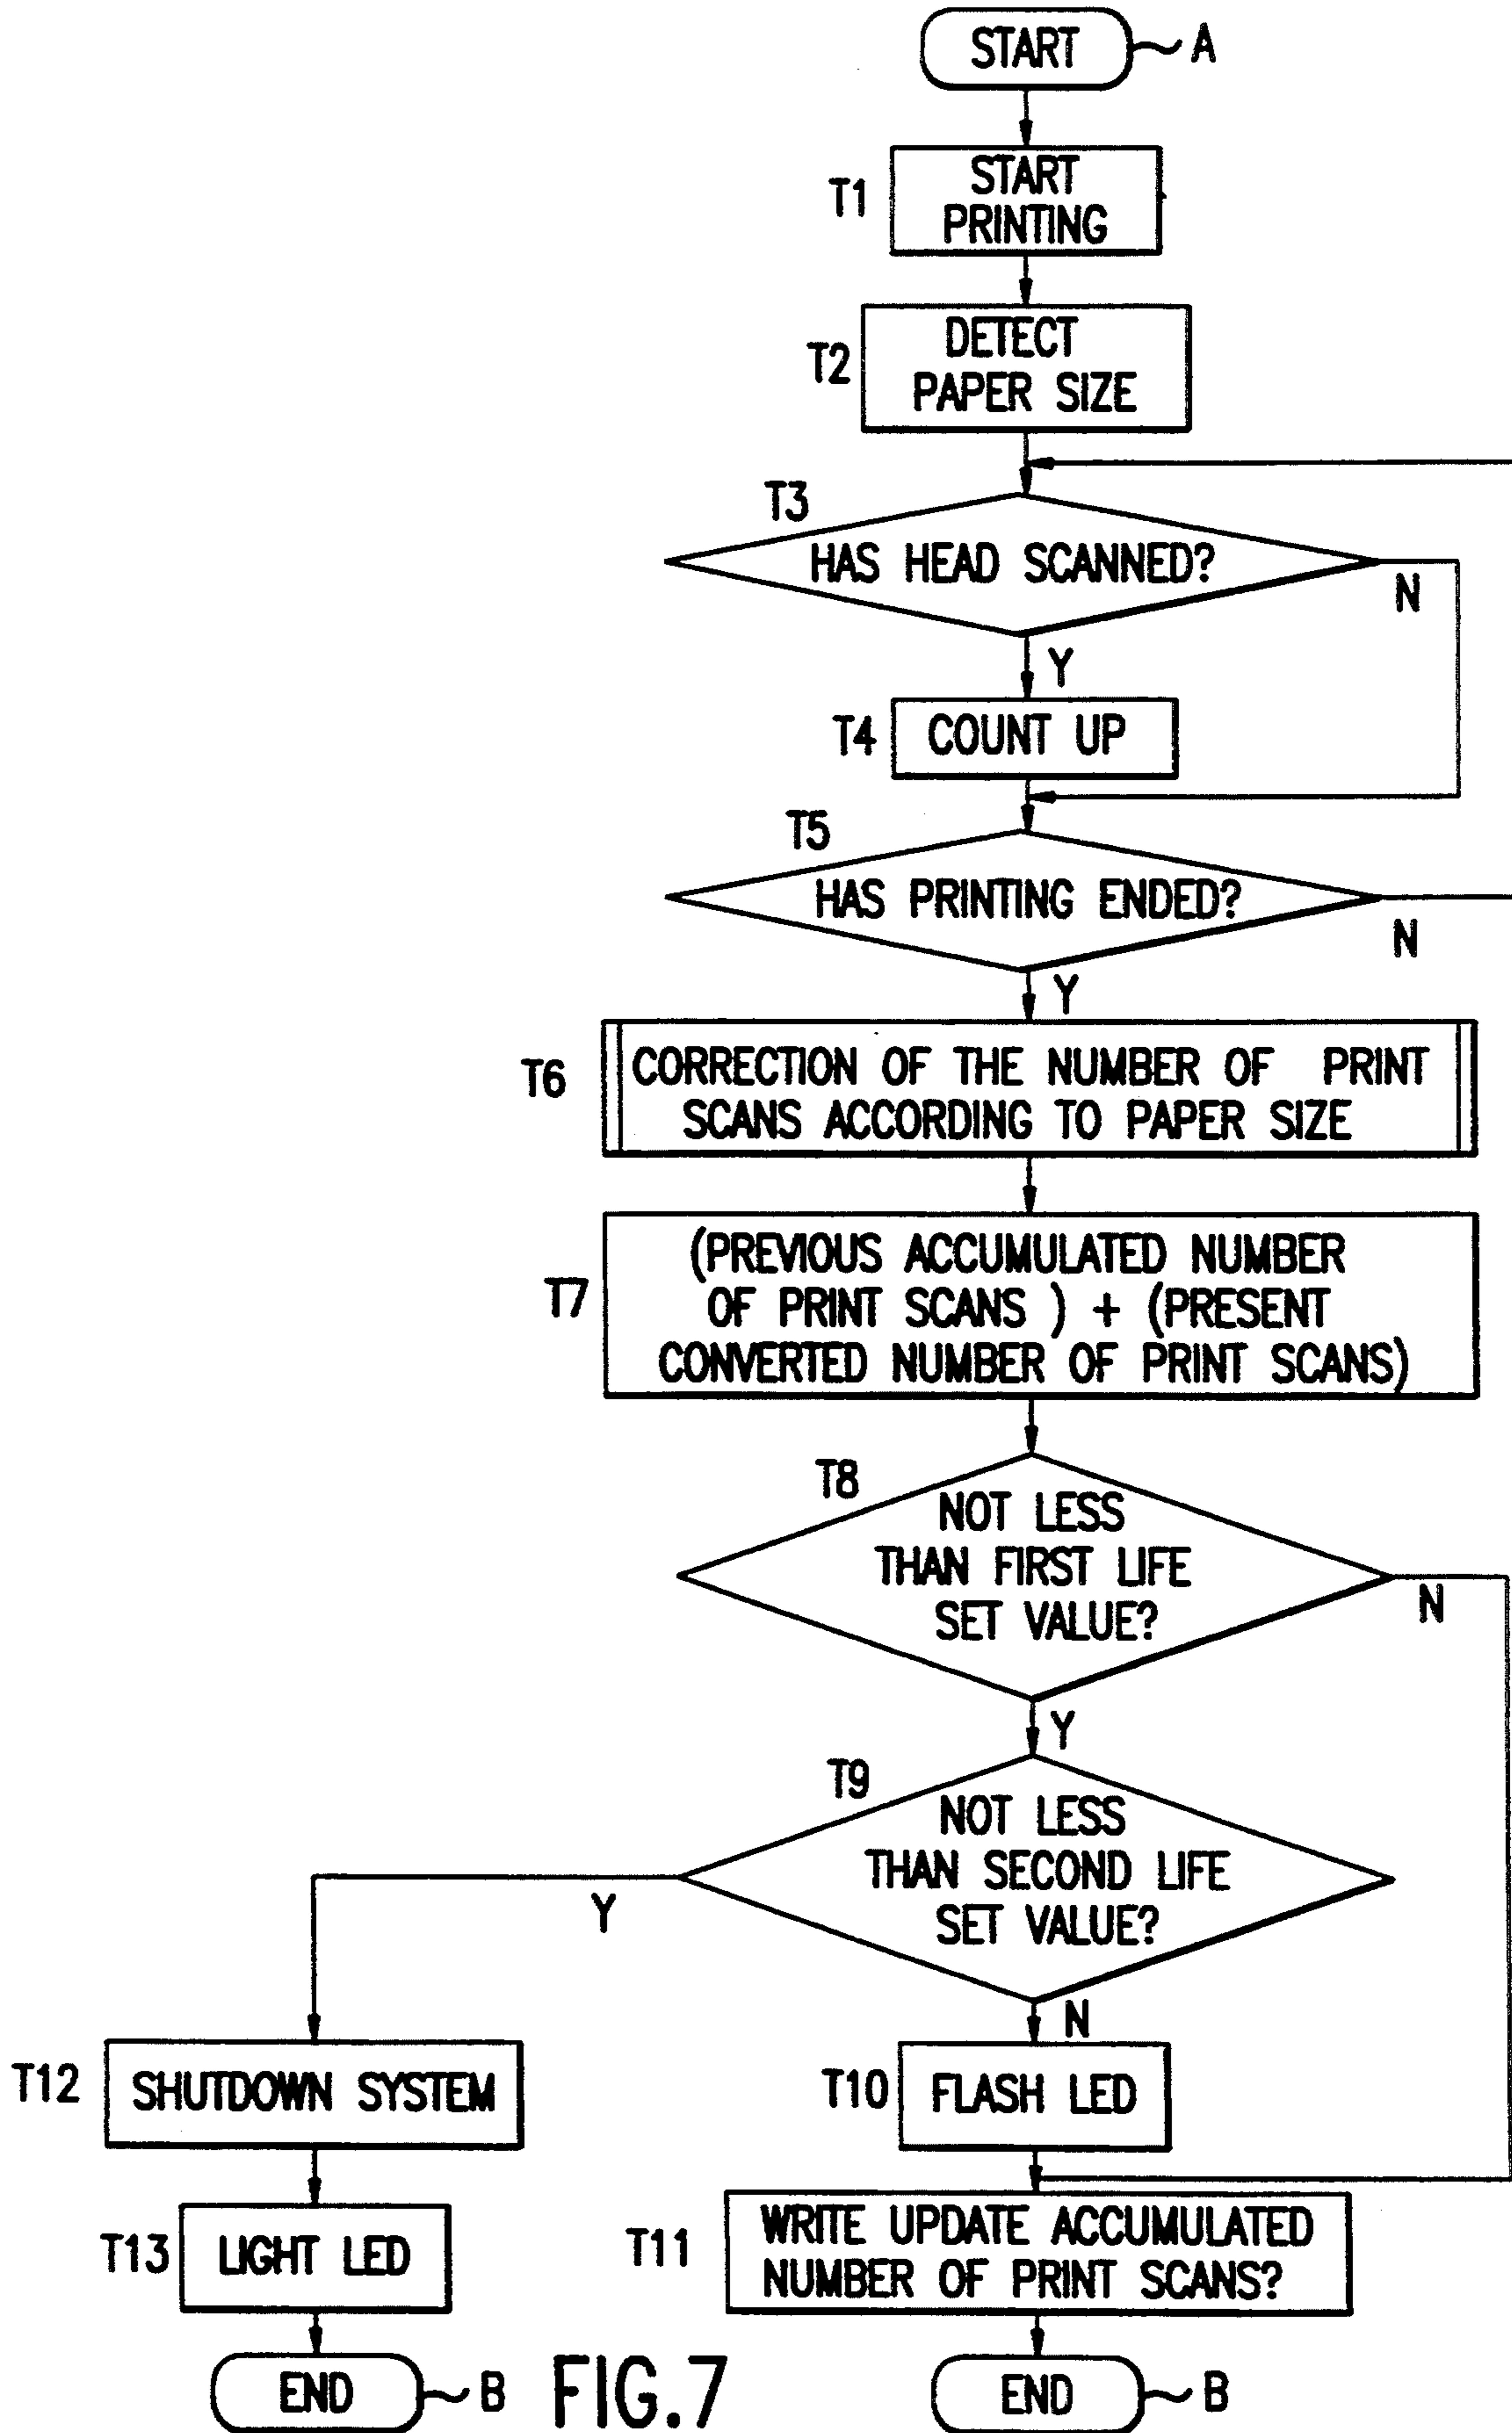 START
A
T1
START
PRINTING
T2
DETECT
PAPER SIZE
T3
HAS HEAD SCANNED?
N
Y
T4
COUNT UP
T5
HAS PRINTING ENDED?
N
Y
T6
CORRECTION OF THE NUMBER OF PRINT
SCANS ACCORDING TO PAPER SIZE
T7
(PREVIOUS ACCUMULATED NUMBER
OF PRINT SCANS ) + (PRESENT
CONVERTED NUMBER OF PRINT SCANS)
T8
NOT LESS
THAN FIRST LIFE
SET VALUE?
N
Y
T9
NOT LESS
THAN SECOND LIFE
SET VALUE?
Y
N
T12
SHUTDOWN SYSTEM
T10
FLASH LED
T13
LIGHT LED
T11
WRITE UPDATE ACCUMULATED
NUMBER OF PRINT SCANS?
END
B
FIG.7
END
B